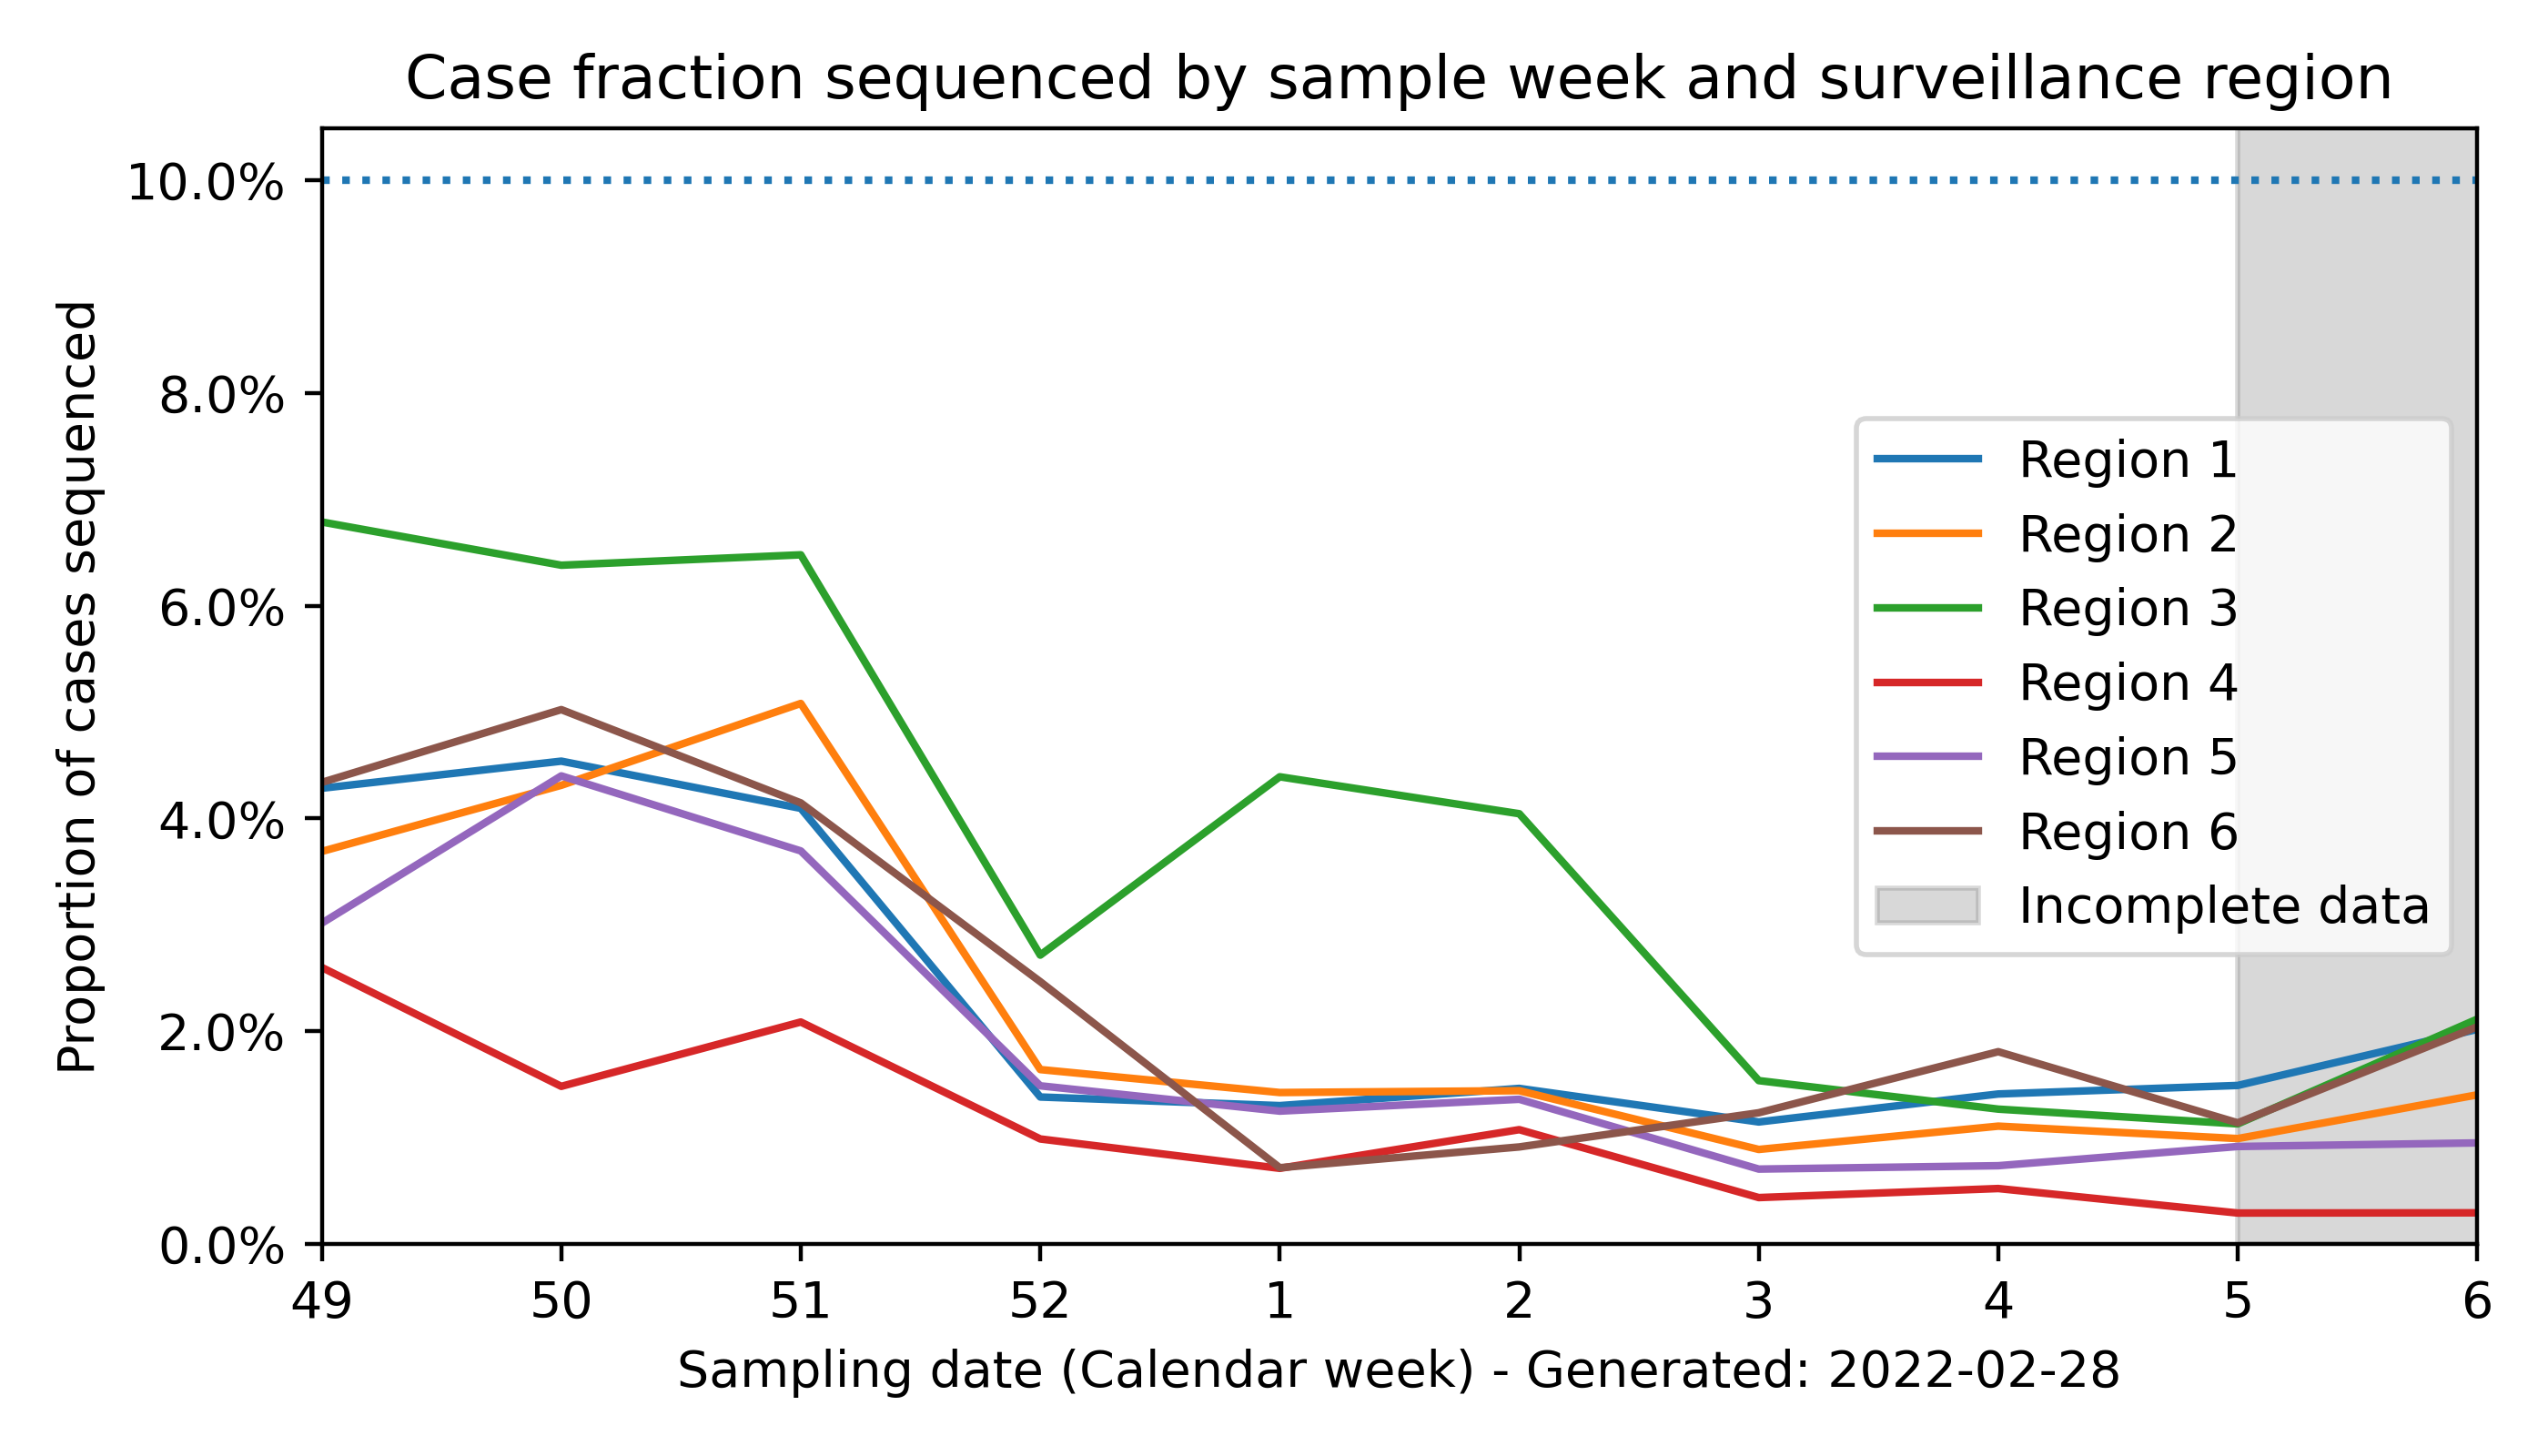 Case fraction sequenced by sample week and surveillance region
Proportion of cases sequenced
10.0%
8.0%
6.0%
4.0%
2.0%
0.0%
Region 1
Region 2
Region 3
Region 4
Region 5
Region 6
Incomplete data
49 50 51 52 1 2 3 4 5 6
Sampling date (Calendar week) - Generated: 2022-02-28